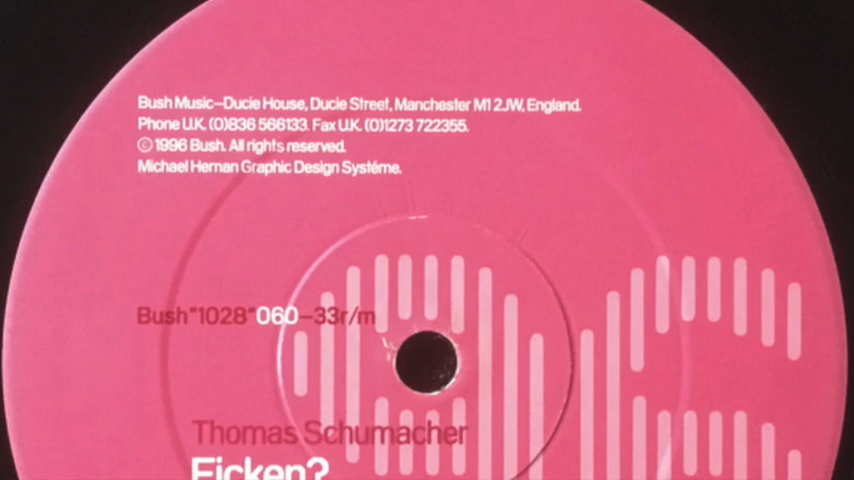 Bush Music–Ducie House, Ducie Street, Manchester M1 2JW, England.
Phone U.K. (0)836 566133. Fax U.K. (0)1273 722355.
© 1996 Bush. All rights reserved.
Michael Hernan Graphic Design Systéme.
Bush"1028"060–33r/m
Thomas Schumacher
Ficken?